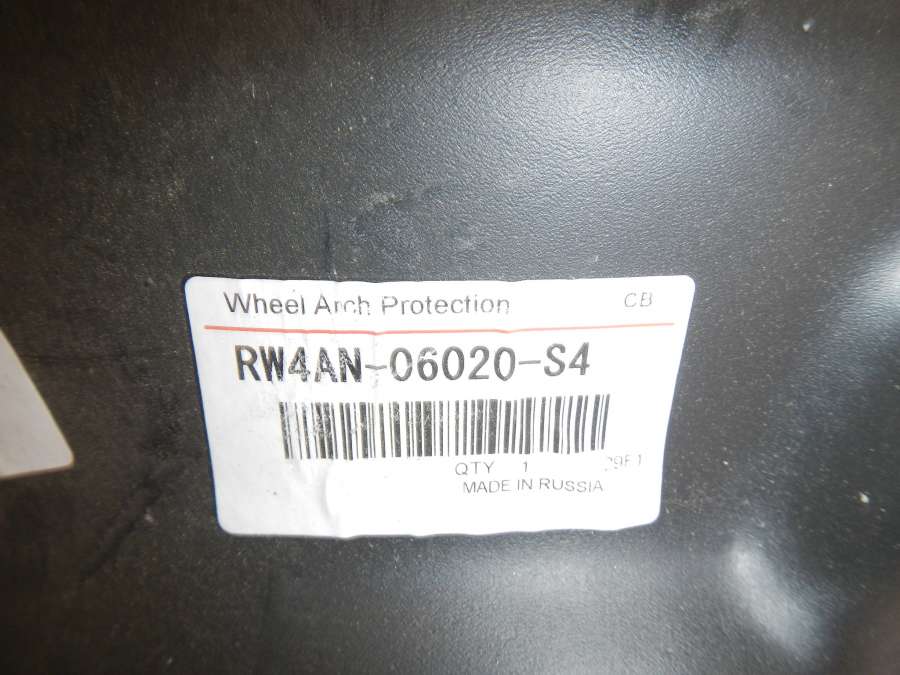 Wheel Arch Protection CB
RW4AN-06020-S4
QTY 1
MADE IN RUSSIA